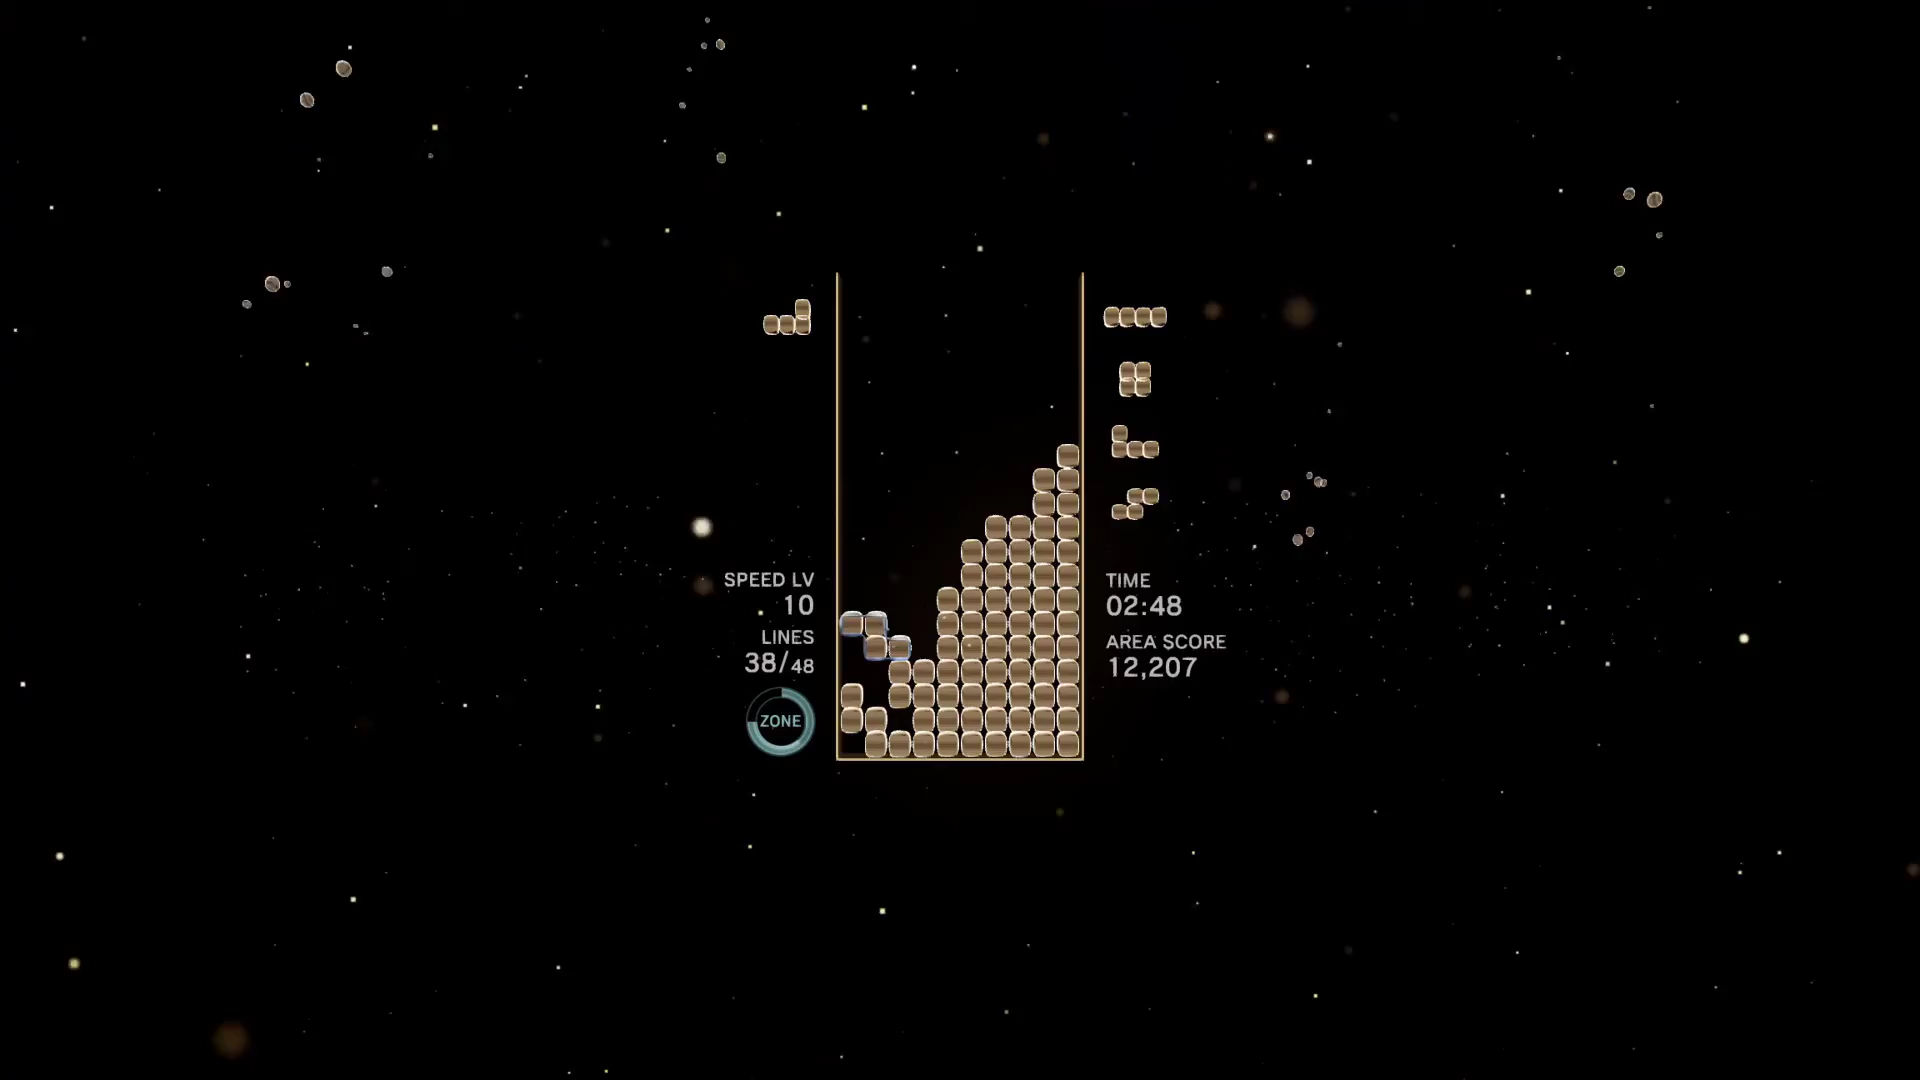 SPEED LV
10
LINES
38/48
ZONE
TIME
02:48
AREA SCORE
12,207